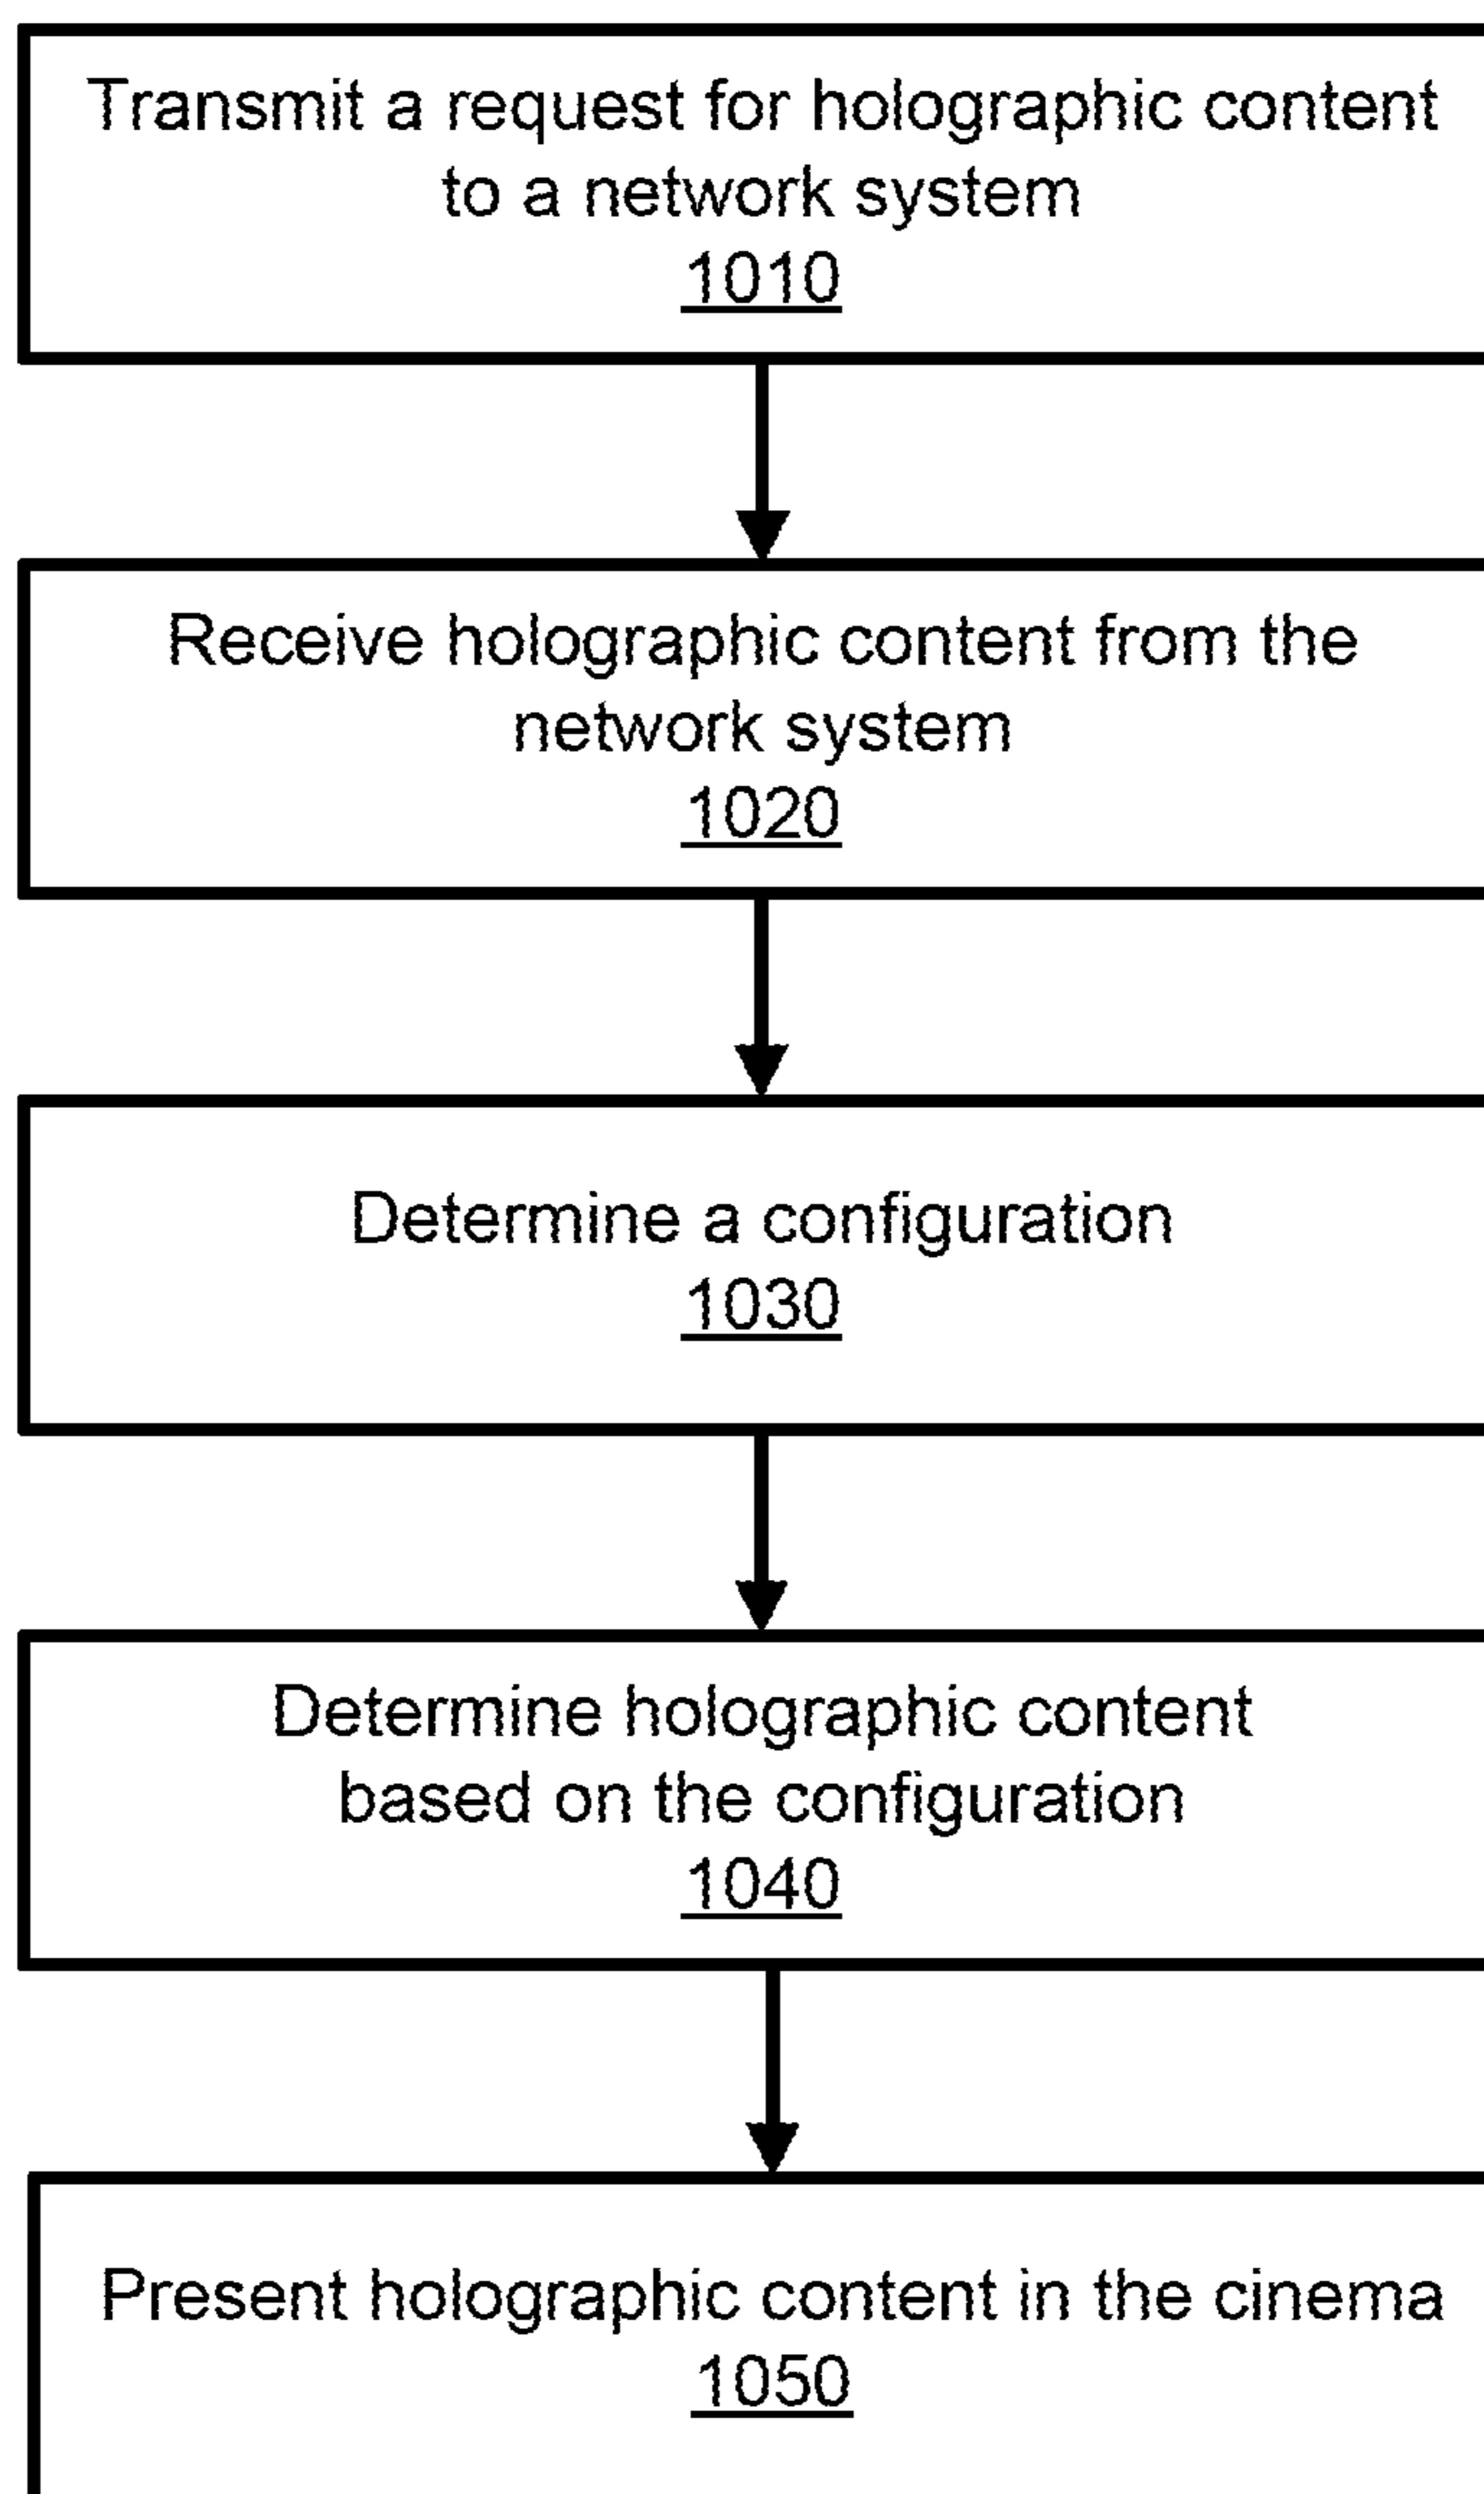 Transmit a request for holographic content
to a network system
1010
Receive holographic content from the
network system
1020
Determine a configuration
1030
Determine holographic content
based on the configuration
1040
Present holographic content in the cinema
1050